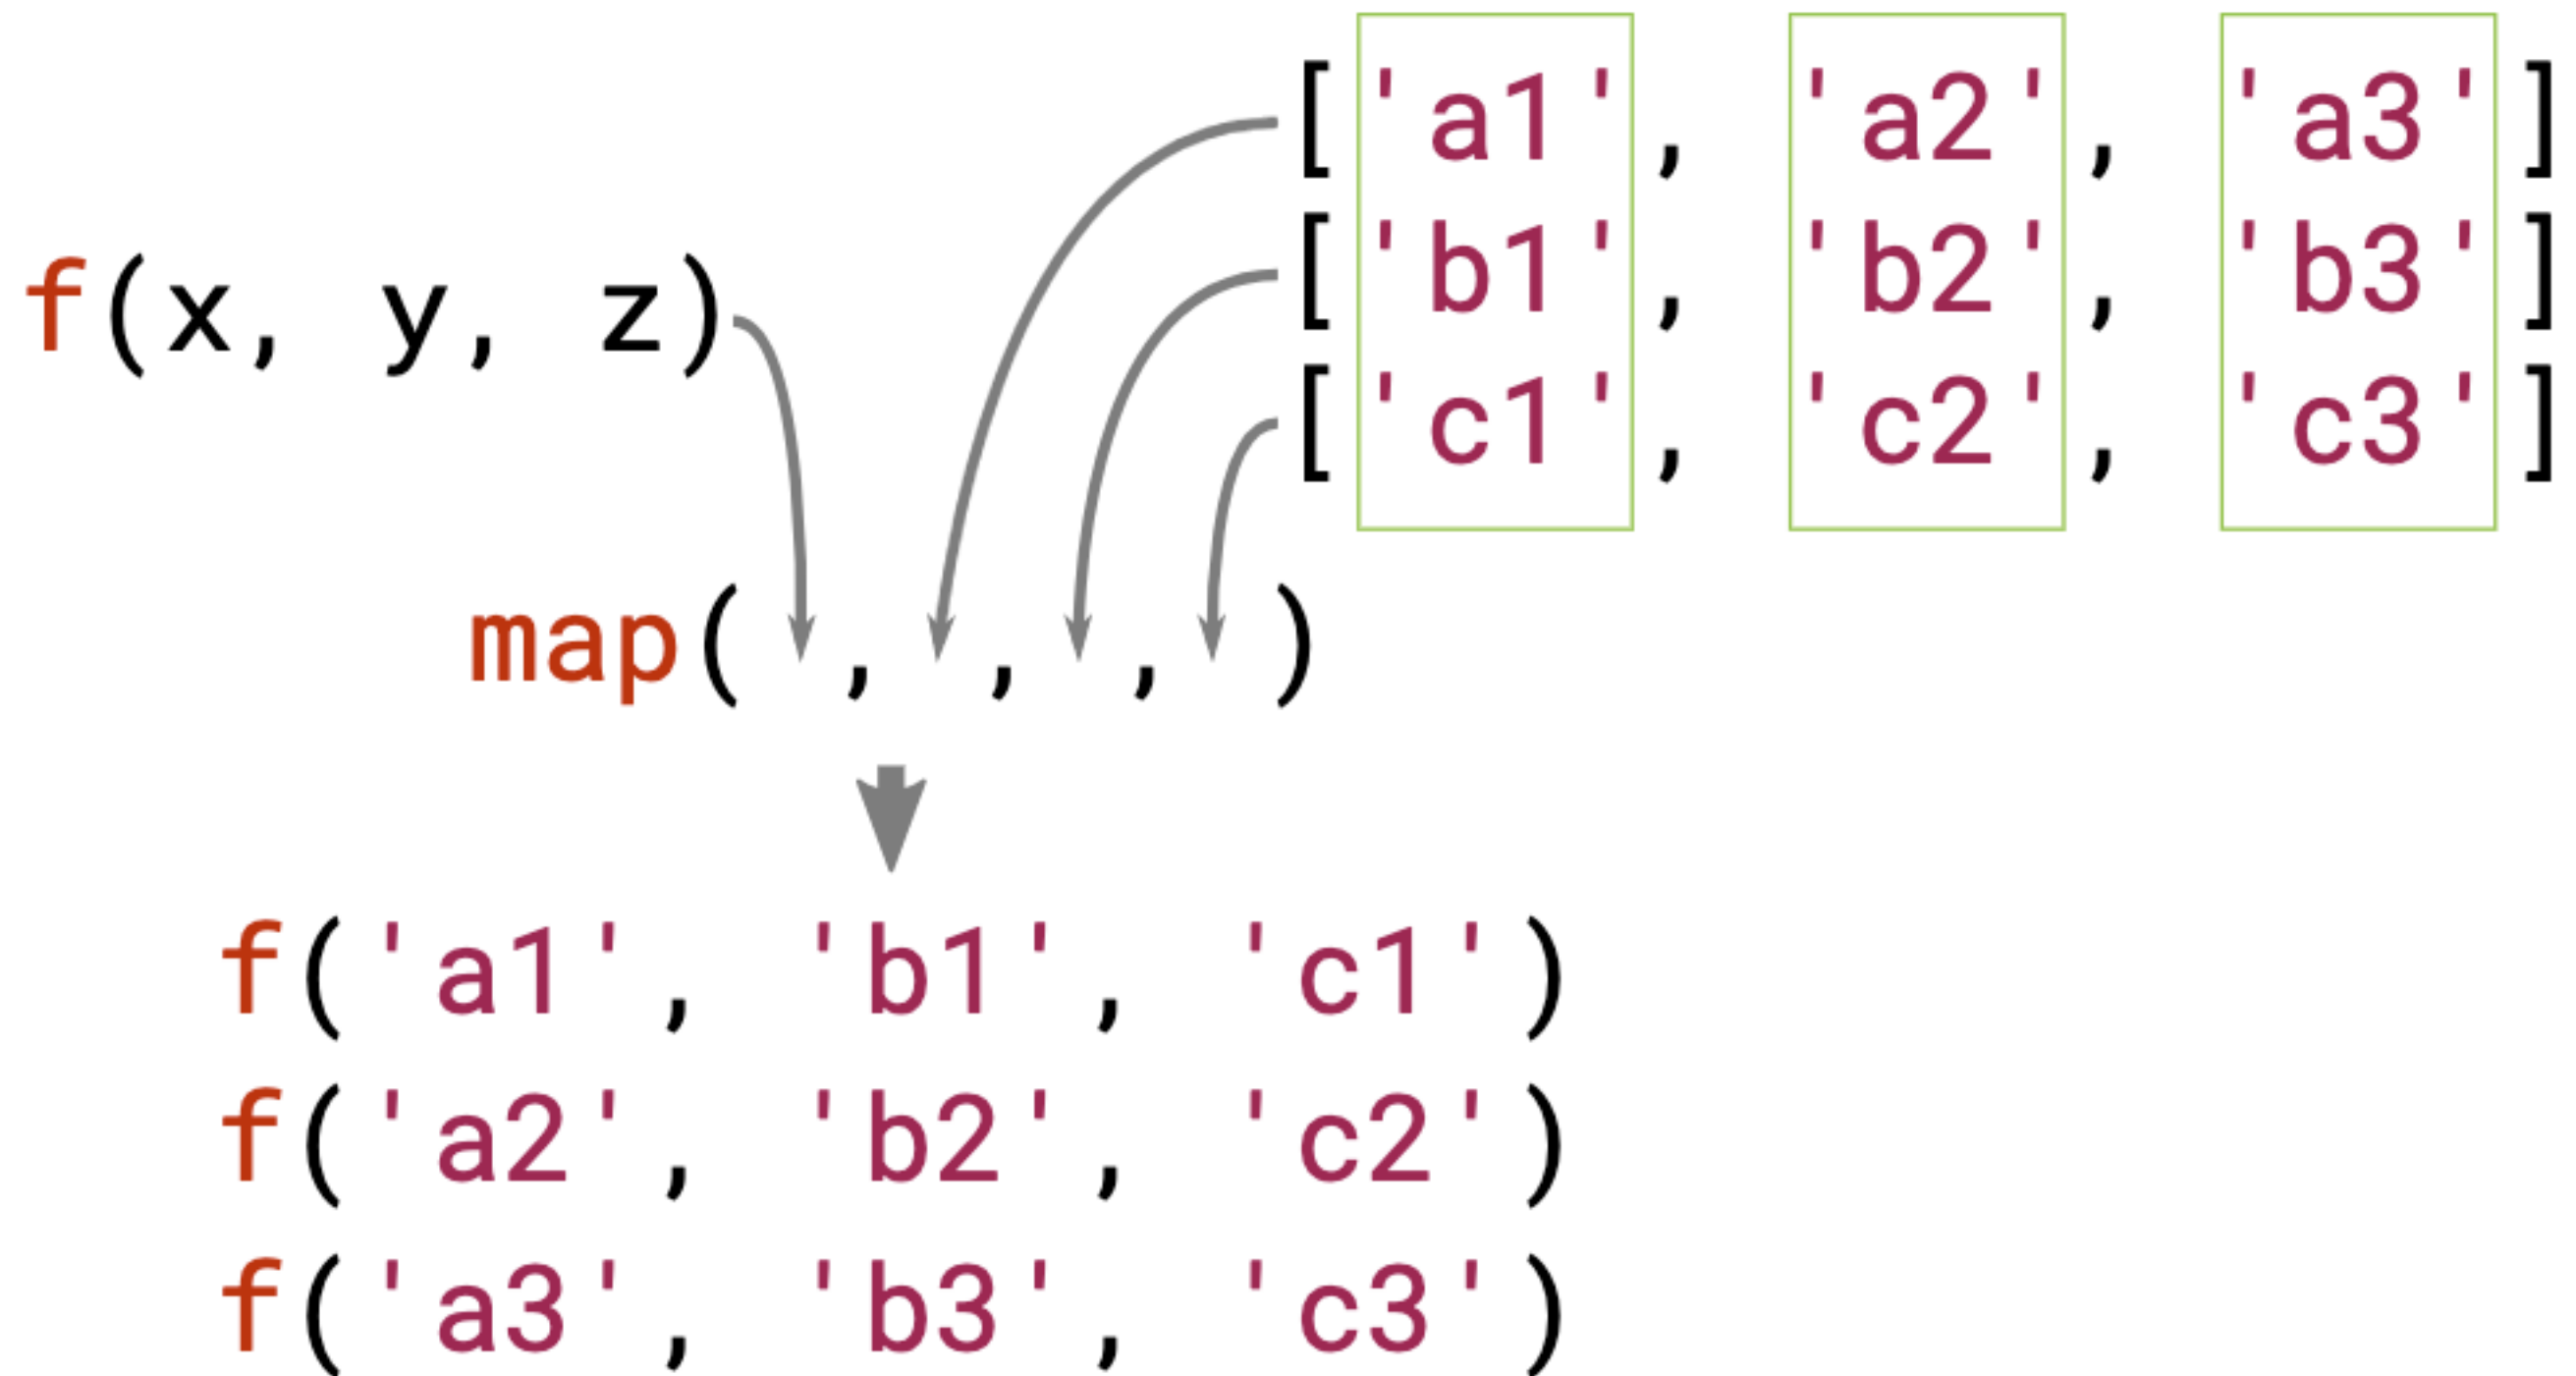 ['a1', 'a2', 'a3']
['b1', 'b2', 'b3']
f(x, y, z)
['c1', 'c2', 'c3']
map( , , , )
f('a1', 'b1', 'c1')
f('a2', 'b2', 'c2')
f('a3', 'b3', 'c3')